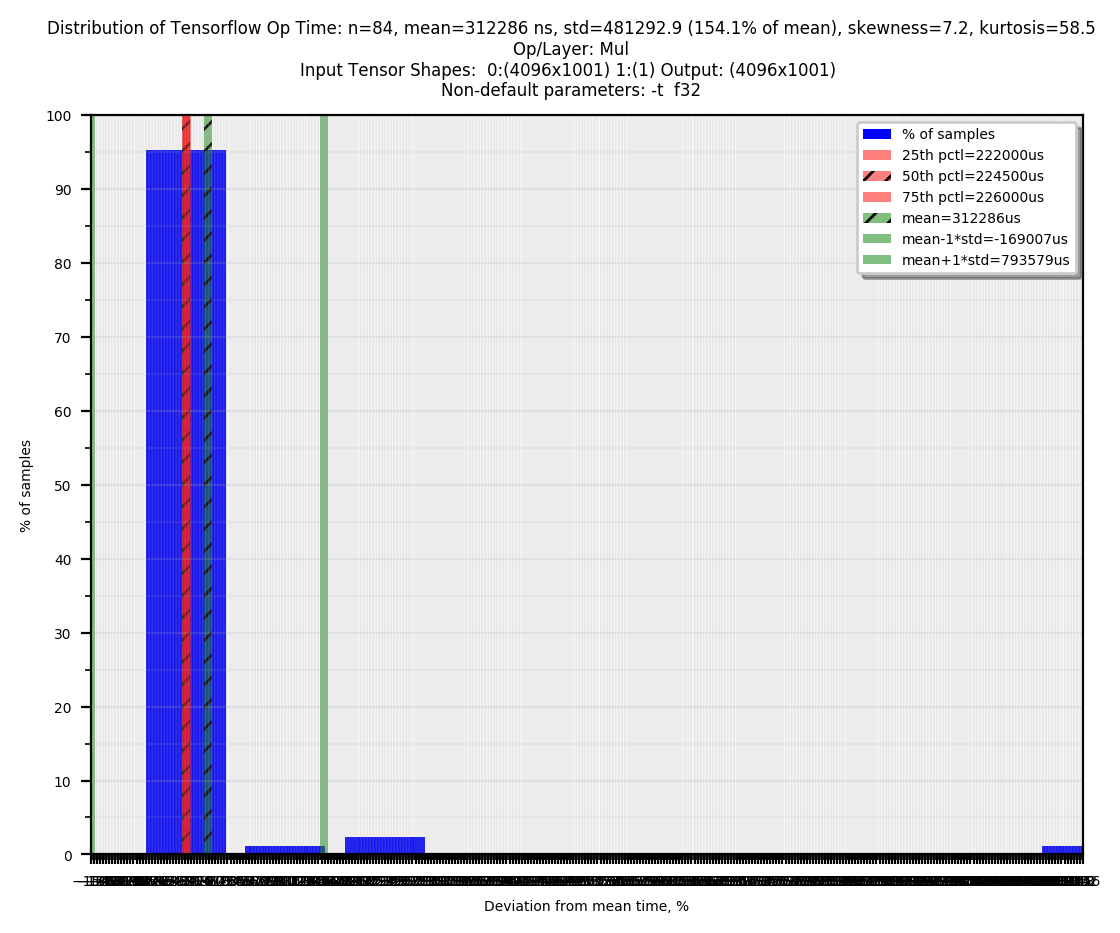 Distribution of Tensorflow Op Time: n=84, mean=312286 ns, std=481292.9 (154.1% of mean), skewness=7.2, kurtosis=58.5
Op/Layer: Mul
Input Tensor Shapes:  0:(4096x1001) 1:(1) Output: (4096x1001)
Non-default parameters: -t  f32
100
90
80
70
60
50
40
30
20
10
0
% of samples
% of samples
25th pctl=222000us
50th pctl=224500us
75th pctl=226000us
mean=312286us
mean-1*std=-169007us
mean+1*std=793579us
Deviation from mean time, %